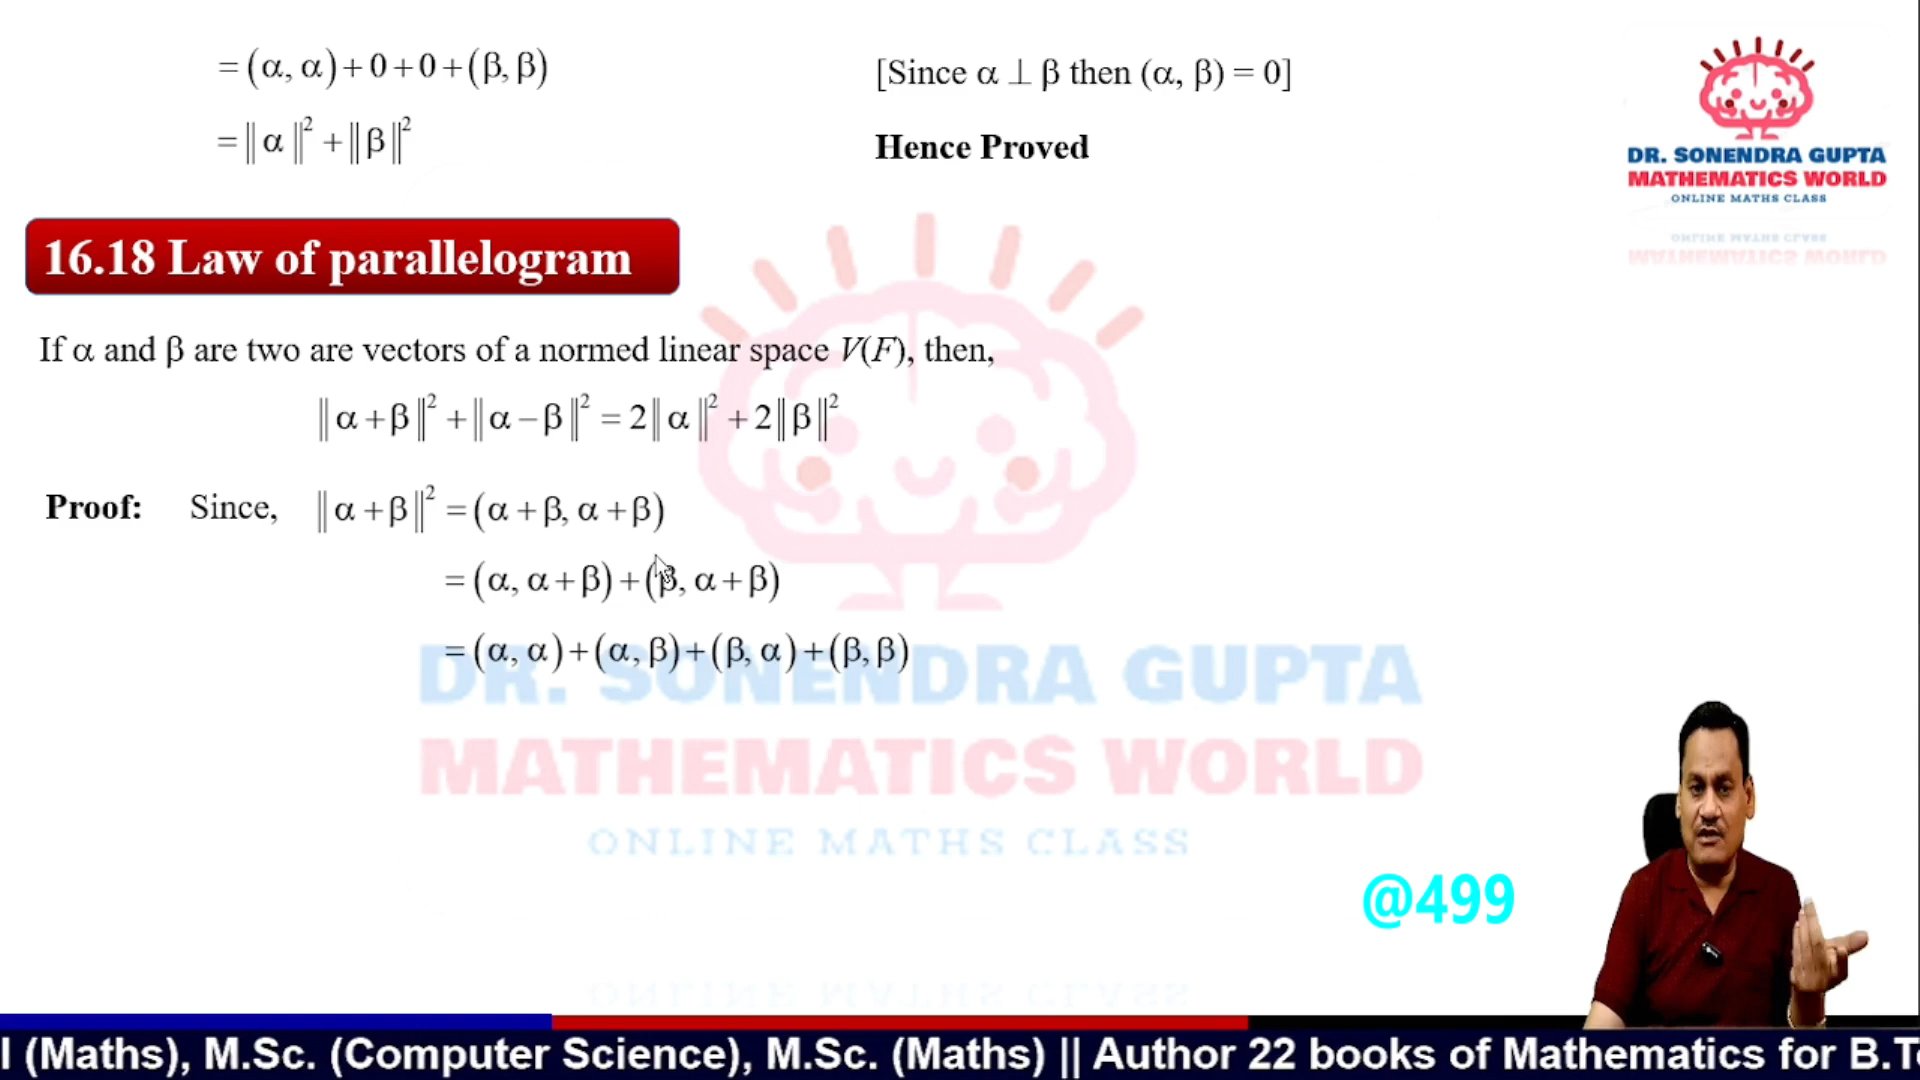 = (α, α) + 0 + 0 + (β, β)
[Since α ⊥ β then (α, β) = 0]
= ‖α‖² + ‖β‖²
Hence Proved
DR. SONENDRA GUPTA
MATHEMATICS WORLD
ONLINE MATHS CLASS
16.18 Law of parallelogram
If α and β are two are vectors of a normed linear space V(F), then,
‖α + β‖² + ‖α − β‖² = 2‖α‖² + 2‖β‖²
Proof: Since, ‖α + β‖² = (α + β, α + β)
= (α, α + β) + (β, α + β)
= (α, α) + (α, β) + (β, α) + (β, β)
DR. SONENDRA GUPTA
MATHEMATICS WORLD
ONLINE MATHS CLASS
@499
l (Maths), M.Sc. (Computer Science), M.Sc. (Maths) || Author 22 books of Mathematics for B.Te